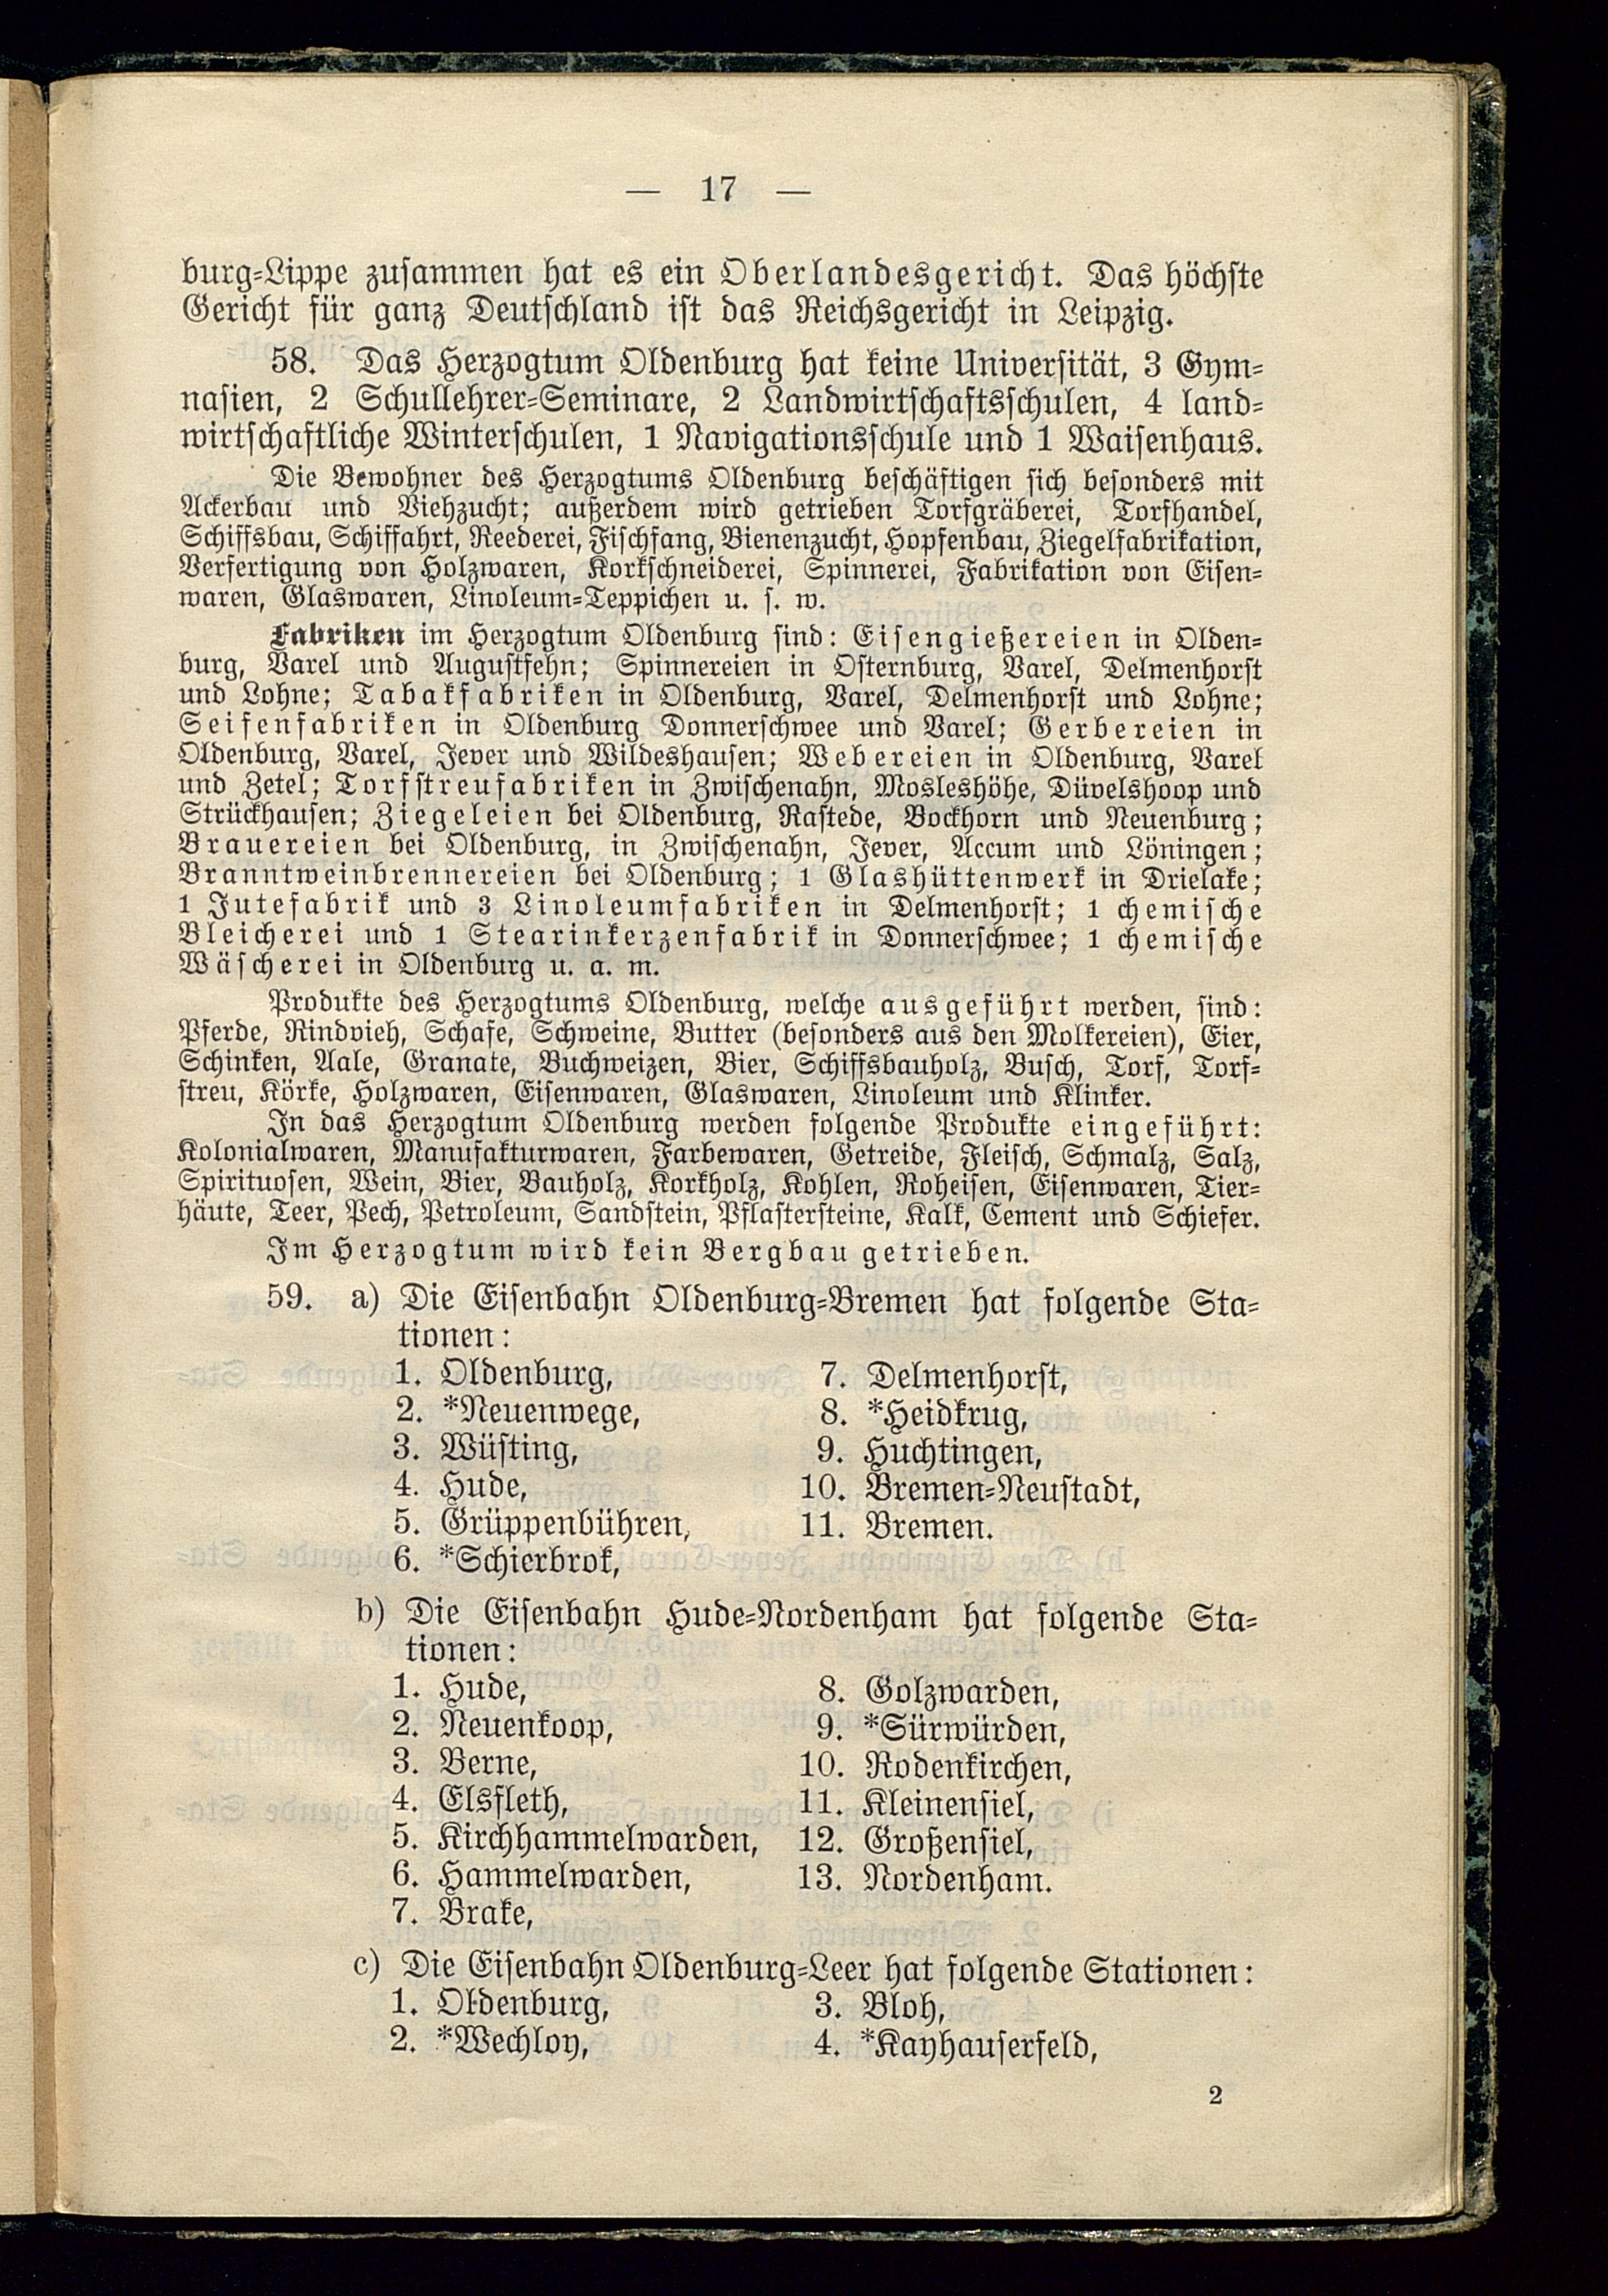 — 17 —
burg-Lippe zusammen hat es ein Oberlandesgericht. Das höchste
Gericht für ganz Deutschland ist das Reichsgericht in Leipzig.
58. Das Herzogtum Oldenburg hat keine Universität, 3 Gym-
nasien, 2 Schullehrer-Seminare, 2 Landwirtschaftsschulen, 4 land-
wirtschaftliche Winterschulen, 1 Navigationsschule und 1 Waisenhaus.
Die Bewohner des Herzogtums Oldenburg beschäftigen sich besonders mit
Ackerbau und Viehzucht; außerdem wird getrieben Torfgräberei, Torfhandel,
Schiffsbau, Schiffahrt, Reederei, Fischfang, Bienenzucht, Hopfenbau, Ziegelfabrikation,
Verfertigung von Holzwaren, Korkschneiderei, Spinnerei, Fabrikation von Eisen-
waren, Glaswaren, Linoleum-Teppichen u. s. w.
Fabriken im Herzogtum Oldenburg sind: Eisengießereien in Olden-
burg, Varel und Augustfehn; Spinnereien in Osternburg, Varel, Delmenhorst
und Lohne; Tabakfabriken in Oldenburg, Varel, Delmenhorst und Lohne;
Seifenfabriken in Oldenburg Donnerschwee und Varel; Gerbereien in
Oldenburg, Varel, Jever und Wildeshausen; Webereien in Oldenburg, Varel
und Zetel; Torfstreufabriken in Zwischenahn, Mosleshöhe, Düvelshoop und
Strückhausen; Ziegeleien bei Oldenburg, Rastede, Bockhorn und Neuenburg;
Brauereien bei Oldenburg, in Zwischenahn, Jever, Accum und Löningen;
Branntweinbrennereien bei Oldenburg; 1 Glashüttenwerk in Drielake;
1 Jutefabrik und 3 Linoleumfabriken in Delmenhorst; 1 chemische
Bleicherei und 1 Stearinkerzenfabrik in Donnerschwee; 1 chemische
Wäscherei in Oldenburg u. a. m.
Produkte des Herzogtums Oldenburg, welche ausgeführt werden, sind:
Pferde, Rindvieh, Schafe, Schweine, Butter (besonders aus den Molkereien), Eier,
Schinken, Aale, Granate, Buchweizen, Bier, Schiffsbauholz, Busch, Torf, Torf-
streu, Körke, Holzwaren, Eisenwaren, Glaswaren, Linoleum und Klinker.
In das Herzogtum Oldenburg werden folgende Produkte eingeführt:
Kolonialwaren, Manufakturwaren, Farbewaren, Getreide, Fleisch, Schmalz, Salz,
Spirituosen, Wein, Bier, Bauholz, Korkholz, Kohlen, Roheisen, Eisenwaren, Tier-
häute, Teer, Pech, Petroleum, Sandstein, Pflastersteine, Kalk, Cement und Schiefer.
Im Herzogtum wird kein Bergbau getrieben.
59. a) Die Eisenbahn Oldenburg-Bremen hat folgende Sta-
tionen:
1. Oldenburg,
2. *Neuenwege,
3. Wüsting,
4. Hude,
5. Grüppenbühren,
6. *Schierbrok,
7. Delmenhorst,
8. *Heidkrug,
9. Huchtingen,
10. Bremen-Neustadt,
11. Bremen.
b) Die Eisenbahn Hude-Nordenham hat folgende Sta-
tionen:
1. Hude,
2. Neuenkoop,
3. Berne,
4. Elsfleth,
5. Kirchhammelwarden,
6. Hammelwarden,
7. Brake,
8. Golzwarden,
9. *Sürwürden,
10. Rodenkirchen,
11. Kleinensiel,
12. Großensiel,
13. Nordenham.
c) Die Eisenbahn Oldenburg-Leer hat folgende Stationen:
1. Oldenburg,
2. *Wechloy,
3. Bloh,
4. *Kayhauserfeld,
2